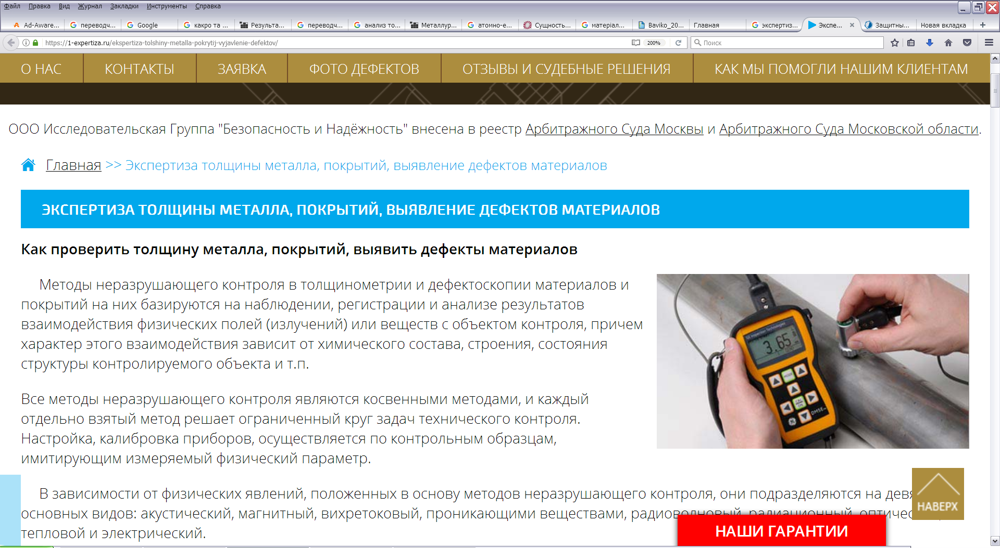 Файл Правка Вид Журнал Закладки Инструменты Справка
Ad-Aware... переводч... Google какро та ... Результа... переводч... анализ то... Металлур... атомно-е... Сущность... матеріал... Baviko_20... Главная экспертиз... Экспе... Защитны... Новая вкладка
https://1-expertiza.ru/ekspertiza-tolshiny-metalla-pokrytij-vyjavlenie-defektov/ 200% Поиск
О НАС КОНТАКТЫ ЗАЯВКА ФОТО ДЕФЕКТОВ ОТЗЫВЫ И СУДЕБНЫЕ РЕШЕНИЯ КАК МЫ ПОМОГЛИ НАШИМ КЛИЕНТАМ
ООО Исследовательская Группа "Безопасность и Надёжность" внесена в реестр Арбитражного Суда Москвы и Арбитражного Суда Московской области.
Главная >> Экспертиза толщины металла, покрытий, выявление дефектов материалов
ЭКСПЕРТИЗА ТОЛЩИНЫ МЕТАЛЛА, ПОКРЫТИЙ, ВЫЯВЛЕНИЕ ДЕФЕКТОВ МАТЕРИАЛОВ
Как проверить толщину металла, покрытий, выявить дефекты материалов
Методы неразрушающего контроля в толщинометрии и дефектоскопии материалов и
покрытий на них базируются на наблюдении, регистрации и анализе результатов
взаимодействия физических полей (излучений) или веществ с объектом контроля, причем
характер этого взаимодействия зависит от химического состава, строения, состояния
структуры контролируемого объекта и т.п.
3.65
MODE
DMSE
Все методы неразрушающего контроля являются косвенными методами, и каждый
отдельно взятый метод решает ограниченный круг задач технического контроля.
Настройка, калибровка приборов, осуществляется по контрольным образцам,
имитирующим измеряемый физический параметр.
В зависимости от физических явлений, положенных в основу методов неразрушающего контроля, они подразделяются на девя
основных видов: акустический, магнитный, вихретоковый, проникающими веществами, радиоволновый, радиационный, оптичес
тепловой и электрический.
НАВЕРХ
НАШИ ГАРАНТИИ